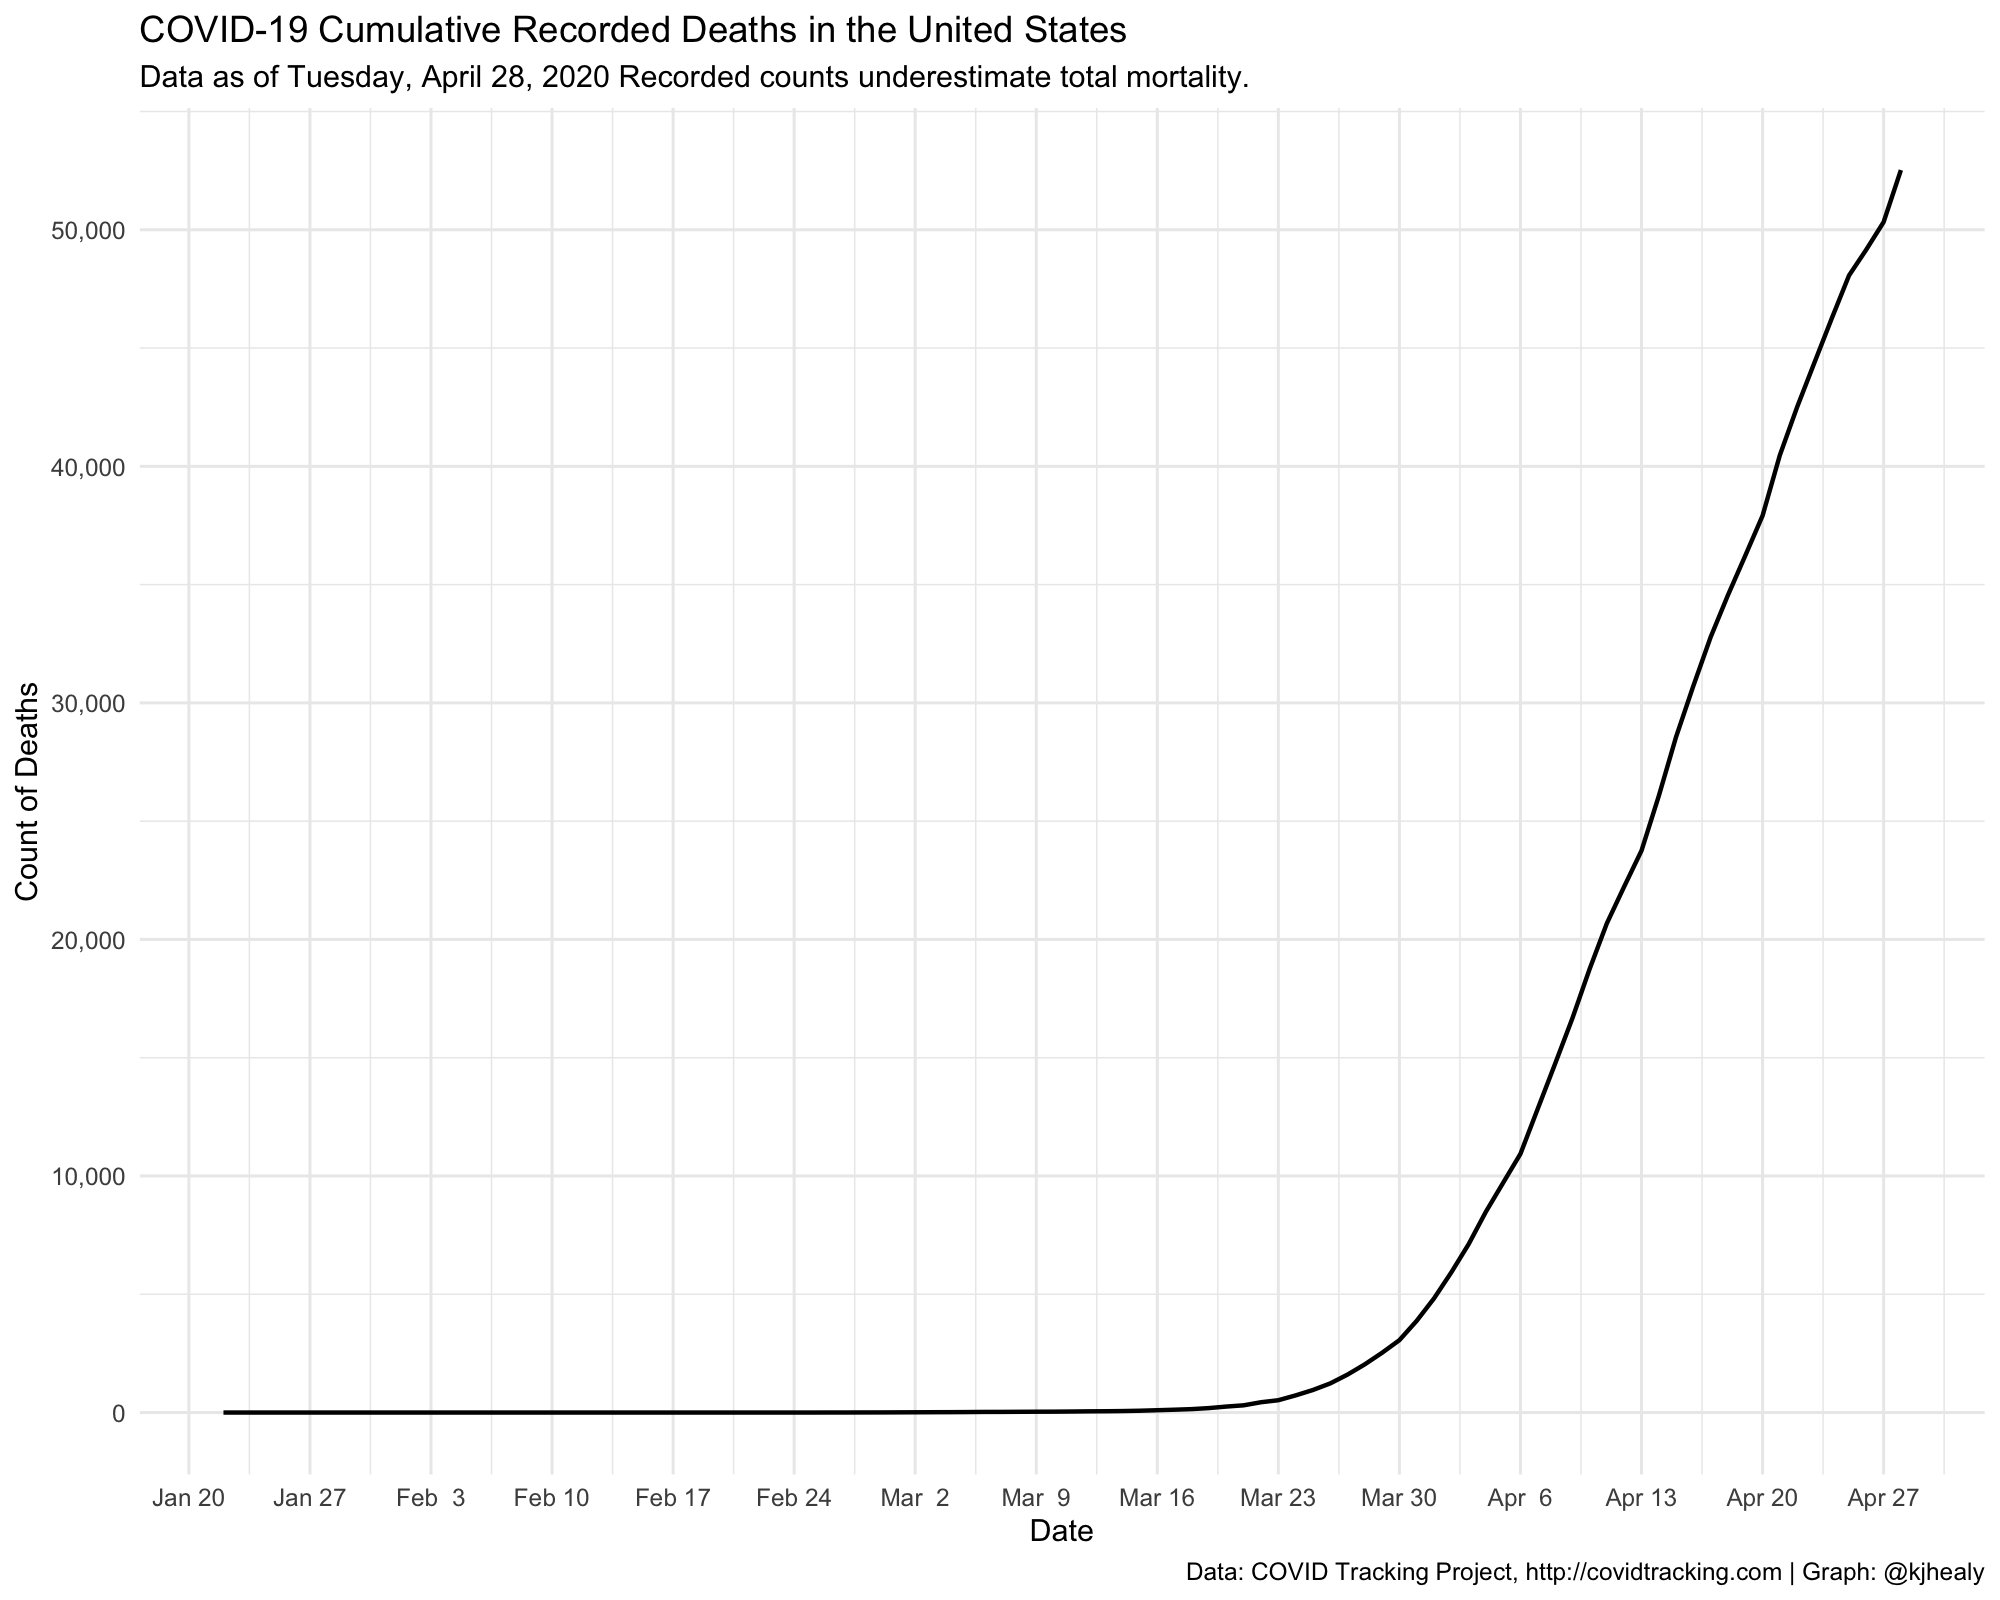 COVID-19 Cumulative Recorded Deaths in the United States
Data as of Tuesday, April 28, 2020 Recorded counts underestimate total mortality.
Count of Deaths
50,000
40,000
30,000
20,000
10,000
0
Jan 20 Jan 27 Feb  3 Feb 10 Feb 17 Feb 24 Mar  2 Mar  9 Mar 16 Mar 23 Mar 30 Apr  6 Apr 13 Apr 20 Apr 27
Date
Data: COVID Tracking Project, http://covidtracking.com | Graph: @kjhealy